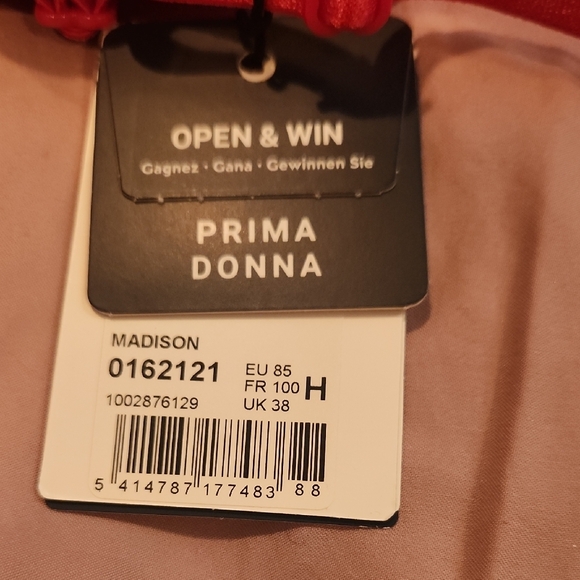 OPEN & WIN
Gagnez · Gana · Gewinnen Sie
PRIMA
DONNA
MADISON
0162121
EU 85
FR 100 H
1002876129
UK 38
5 414787 177483 88